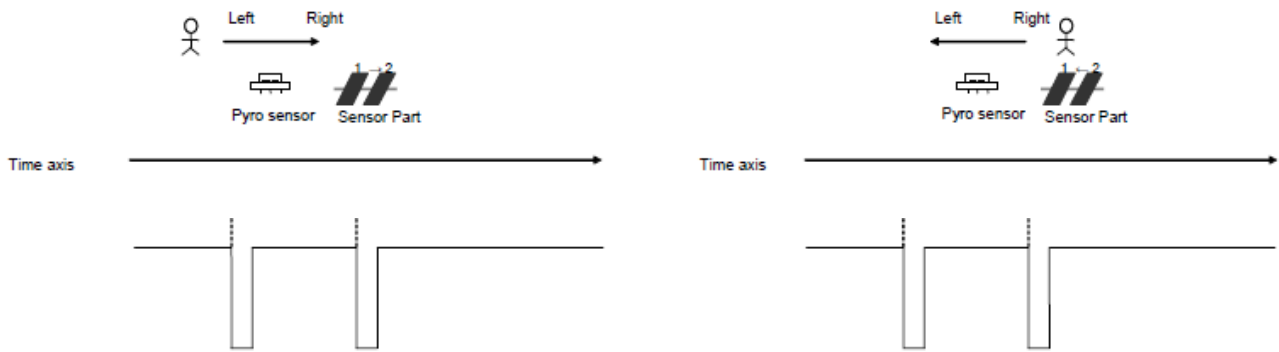 Left Right
1 → 2
Pyro sensor Sensor Part
Time axis
Left Right
1 ← 2
Pyro sensor Sensor Part
Time axis